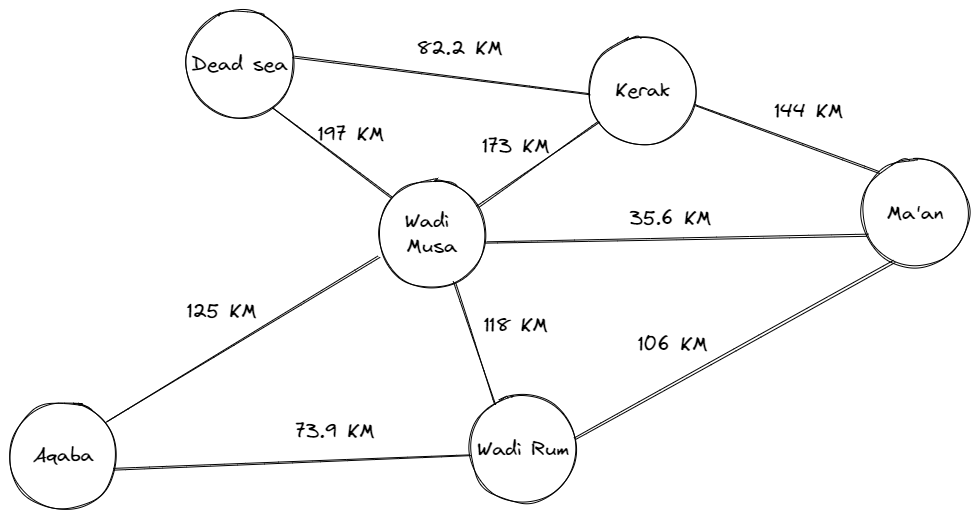 82.2 KM
Dead sea
Kerak
144 KM
197 KM
173 KM
Wadi
Musa
35.6 KM
Ma'an
125 KM
118 KM
106 KM
73.9 KM
Aqaba
Wadi Rum